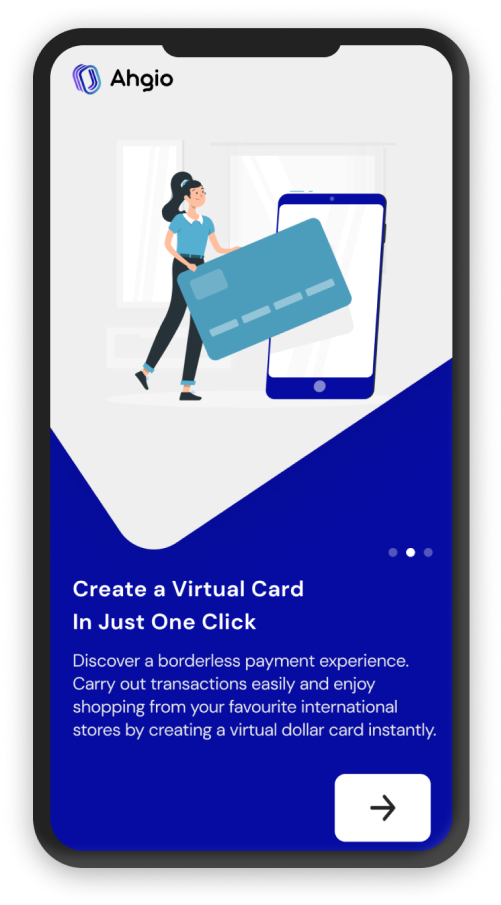 Ahgio
Create a Virtual Card
In Just One Click
Discover a borderless payment experience.
Carry out transactions easily and enjoy
shopping from your favourite international
stores by creating a virtual dollar card instantly.